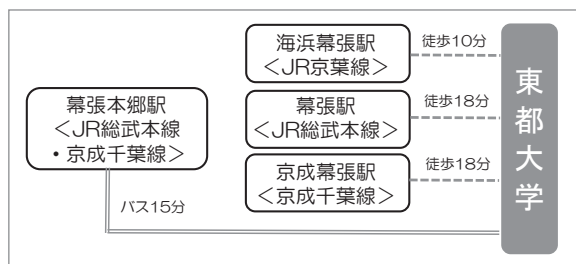 海浜幕張駅
＜JR京葉線＞
徒歩10分
幕張本郷駅
＜JR総武本線
・京成千葉線＞
幕張駅
＜JR総武本線＞
徒歩18分
京成幕張駅
＜京成千葉線＞
徒歩18分
バス15分
東都大学